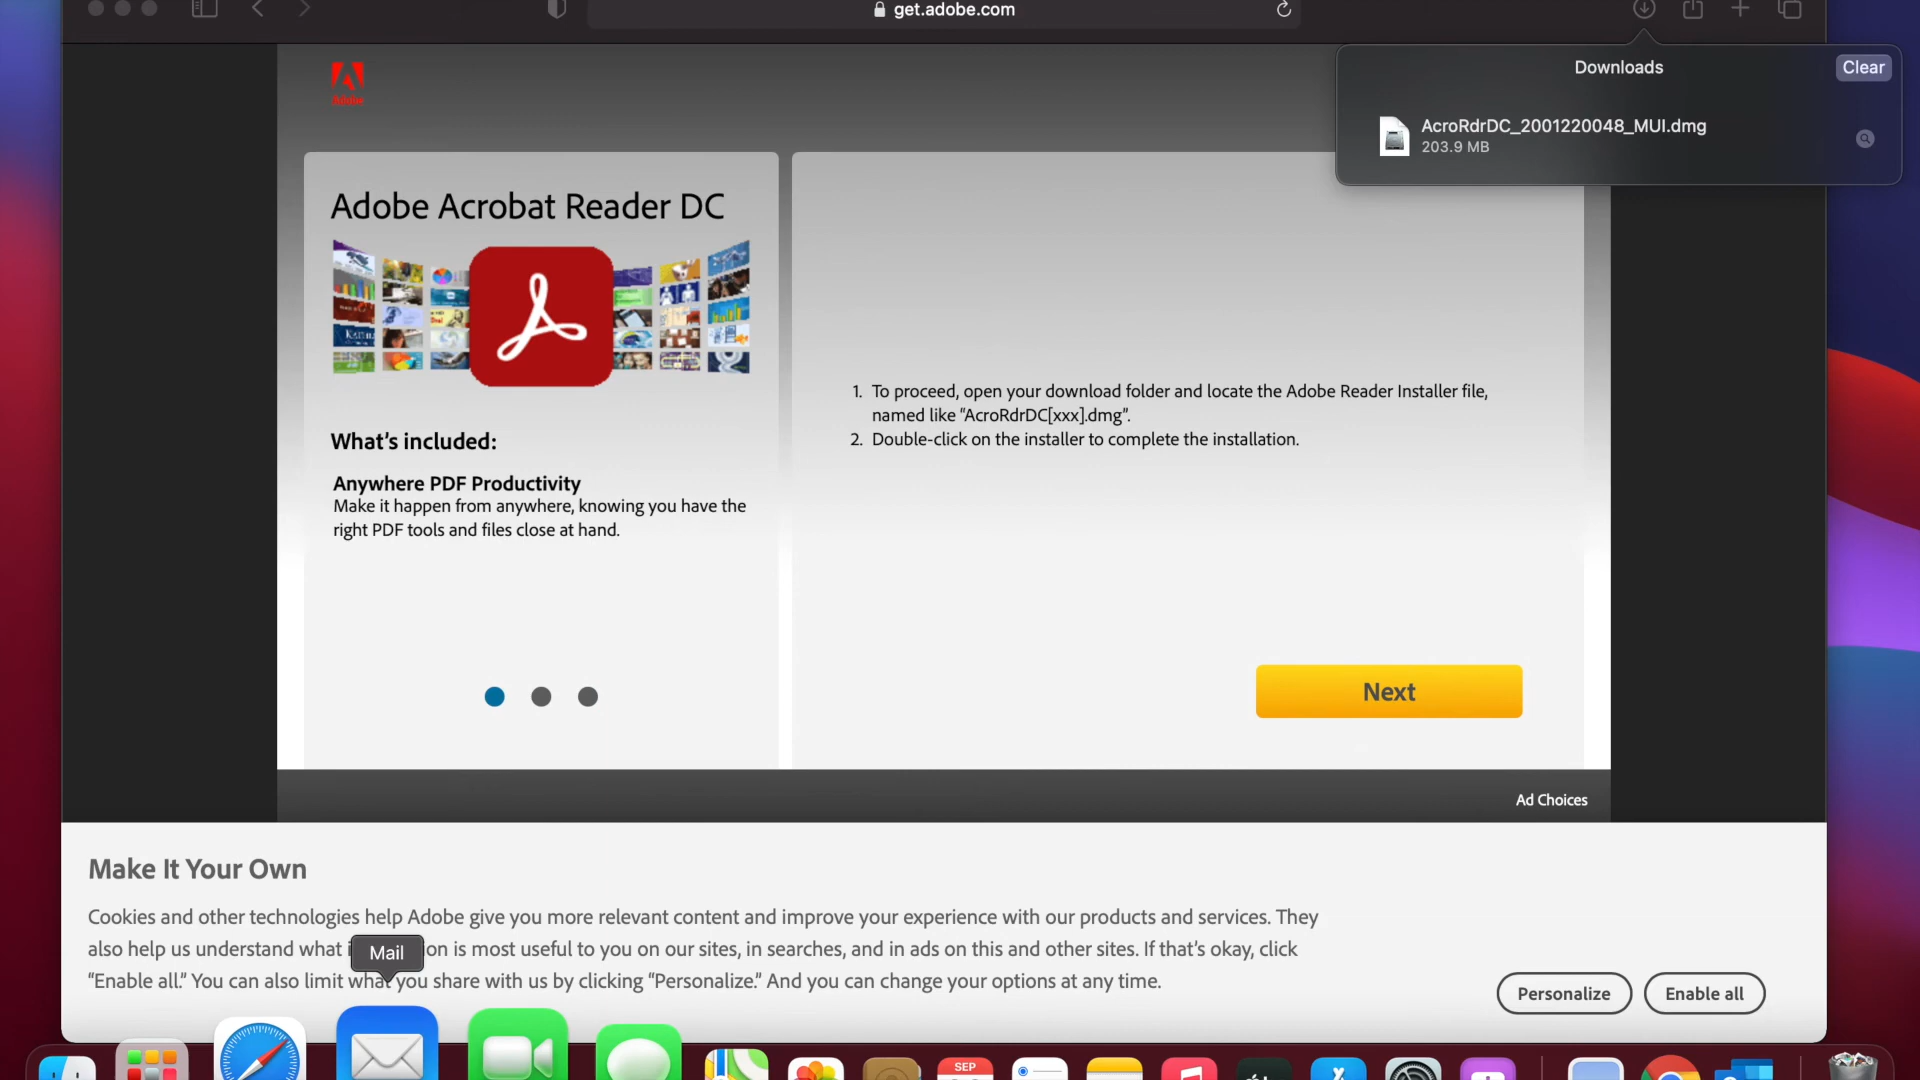 get.adobe.com
Downloads
Clear
AcroRdrDC_2001220048_MUI.dmg
203.9 MB
Adobe
Adobe Acrobat Reader DC
What's included:
Anywhere PDF Productivity
Make it happen from anywhere, knowing you have the
right PDF tools and files close at hand.
1. To proceed, open your download folder and locate the Adobe Reader Installer file,
named like “AcroRdrDC[xxx].dmg”.
2. Double-click on the installer to complete the installation.
Next
Ad Choices
Make It Your Own
Cookies and other technologies help Adobe give you more relevant content and improve your experience with our products and services. They
also help us understand what on is most useful to you on our sites, in searches, and in ads on this and other sites. If that’s okay, click
“Enable all.” You can also limit what you share with us by clicking “Personalize.” And you can change your options at any time.
Mail
Personalize
Enable all
SEP